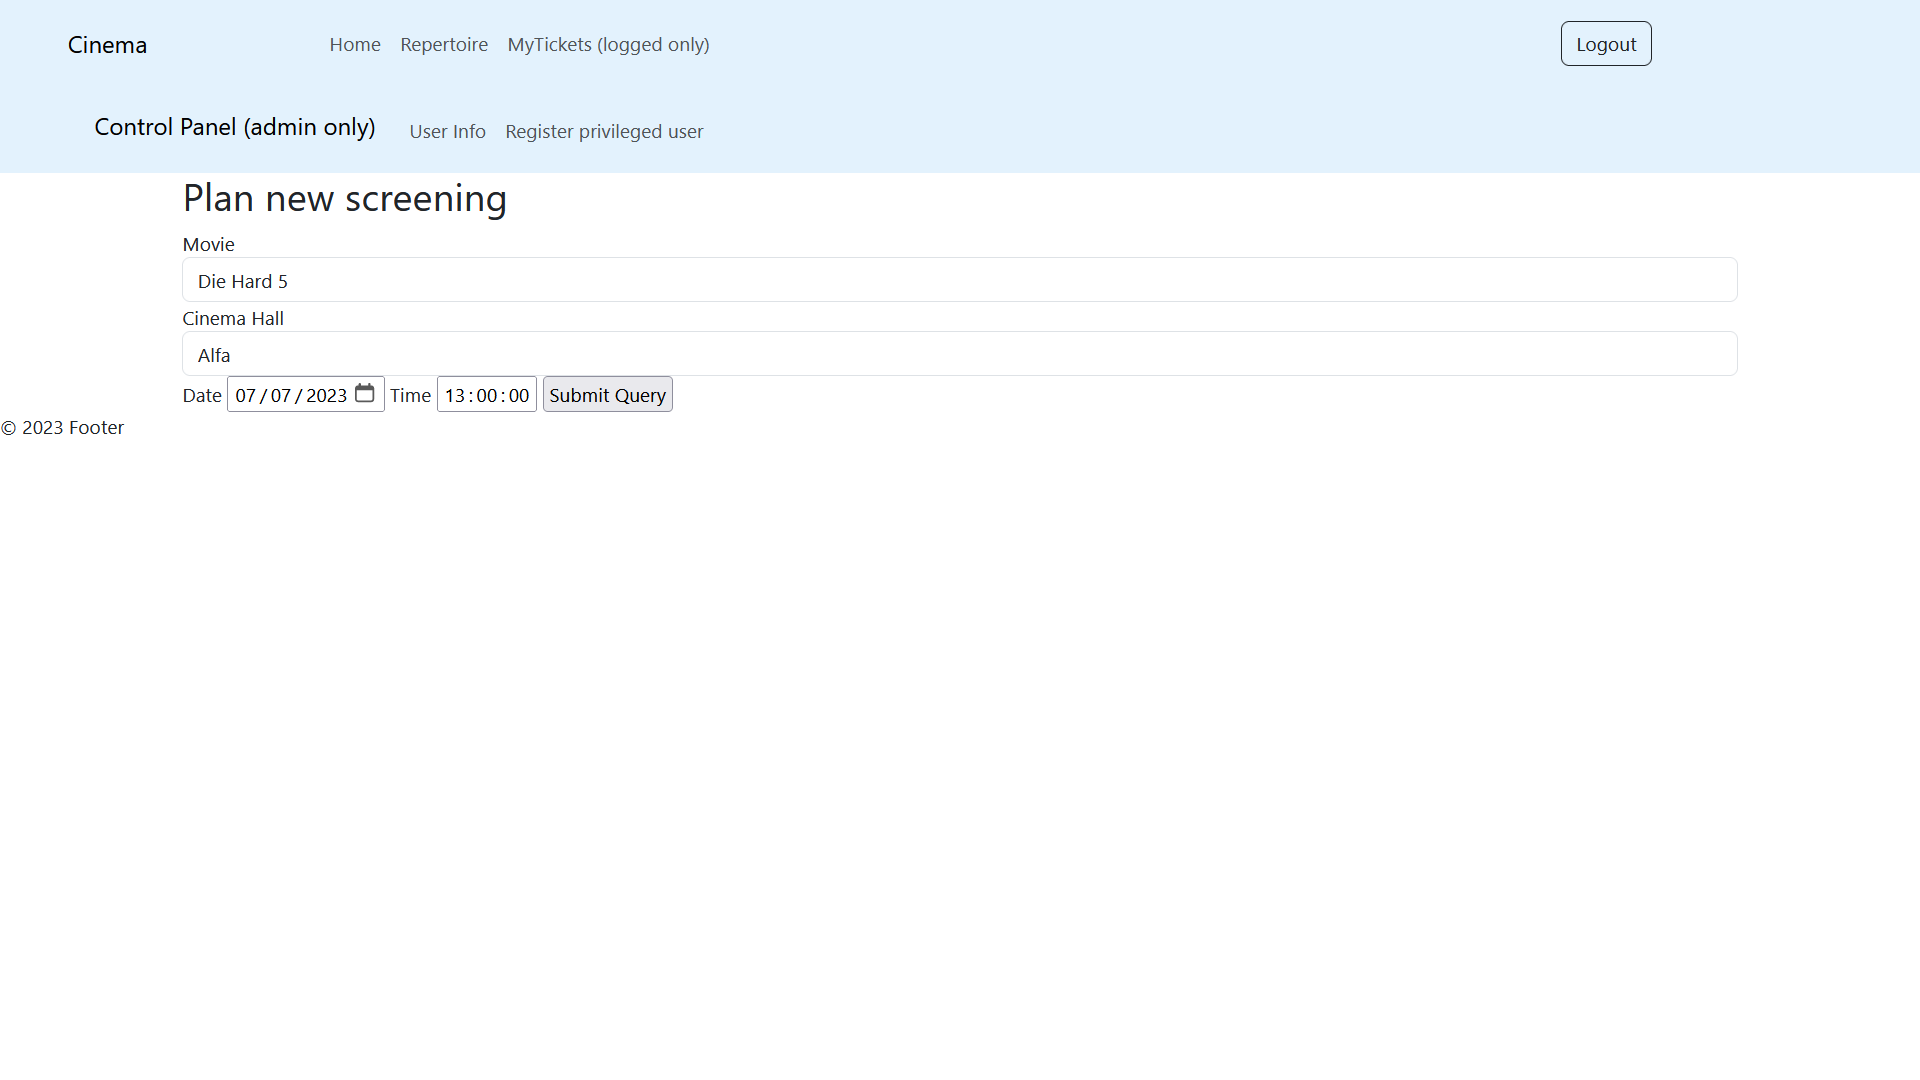 Cinema Home Repertoire MyTickets (logged only) Logout
Control Panel (admin only) User Info Register privileged user
Plan new screening
Movie
Die Hard 5
Cinema Hall
Alfa
Date 07/07/2023 Time 13:00:00 Submit Query
© 2023 Footer